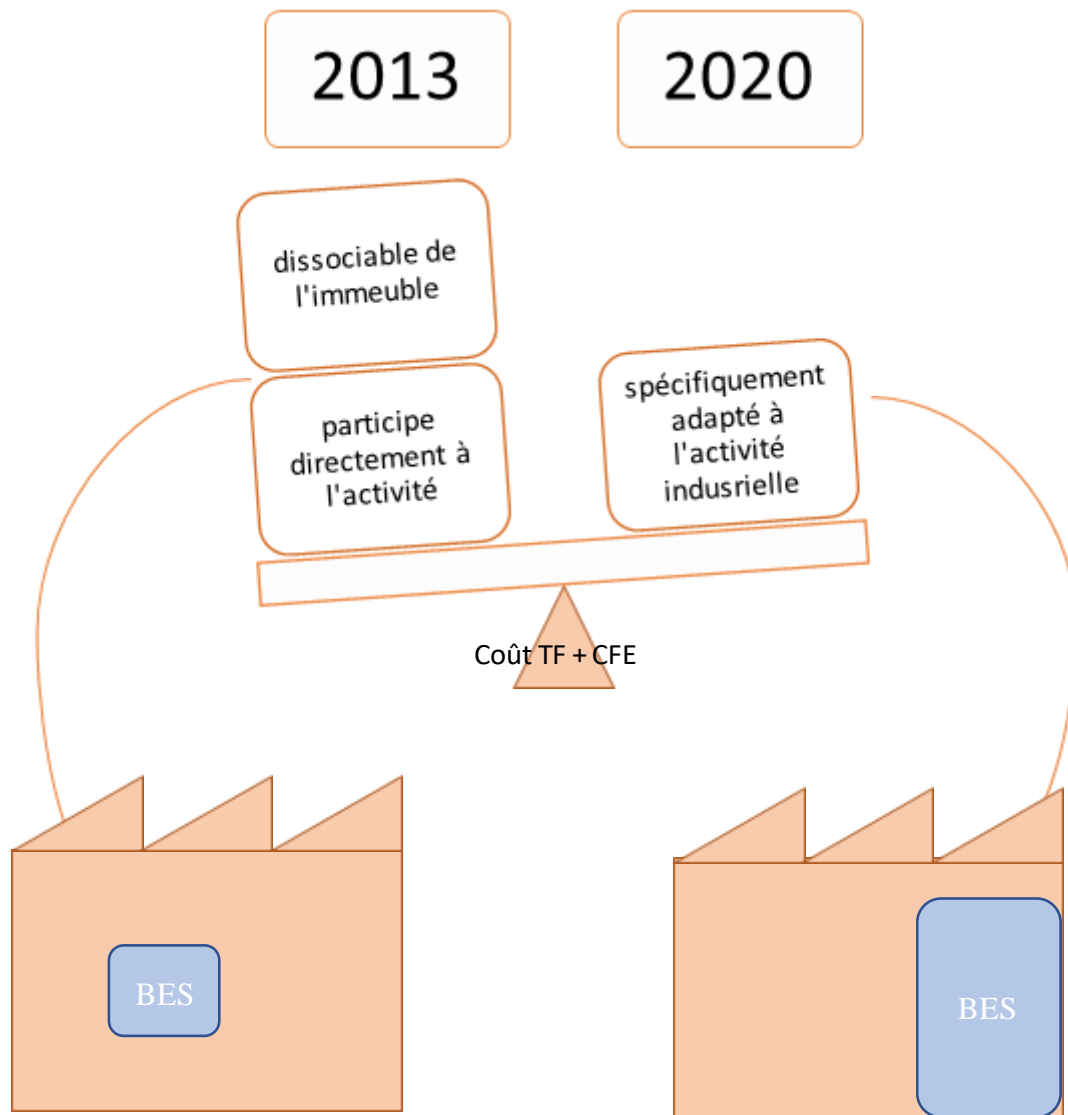 2013
2020
dissociable de
l'immeuble
participe
directement à
l'activité
spécifiquement
adapté à
l'activité
indusrielle
Coût TF + CFE
BES
BES